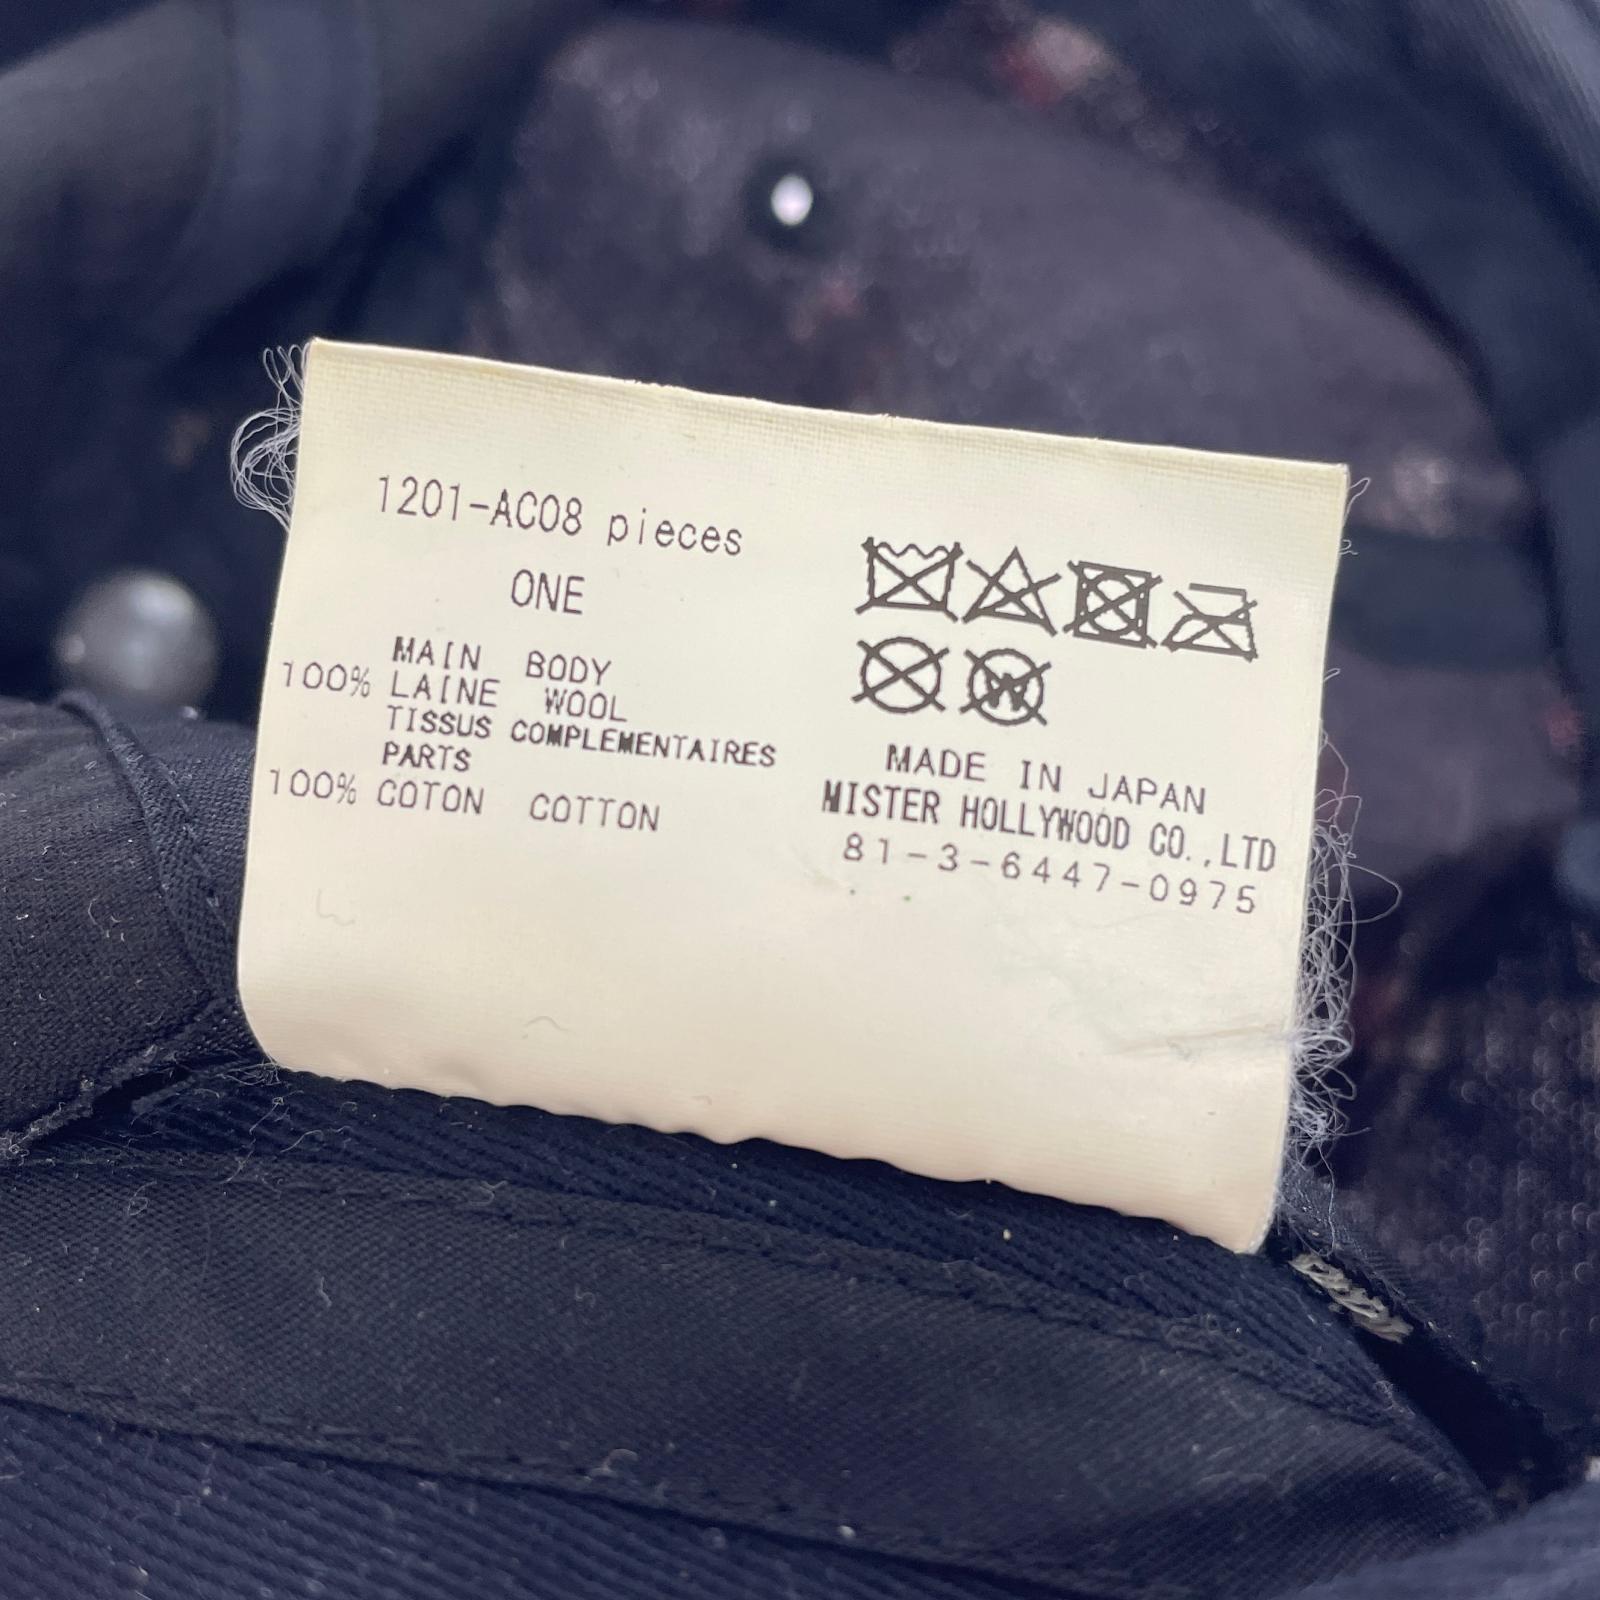 1201-AC08 pieces
ONE
MAIN BODY
100% LAINE WOOL
TISSUS COMPLEMENTAIRES
PARTS
100% COTON COTTON
W
MADE IN JAPAN
MISTER HOLLYWOOD CO.,LTD
81-3-6447-0975